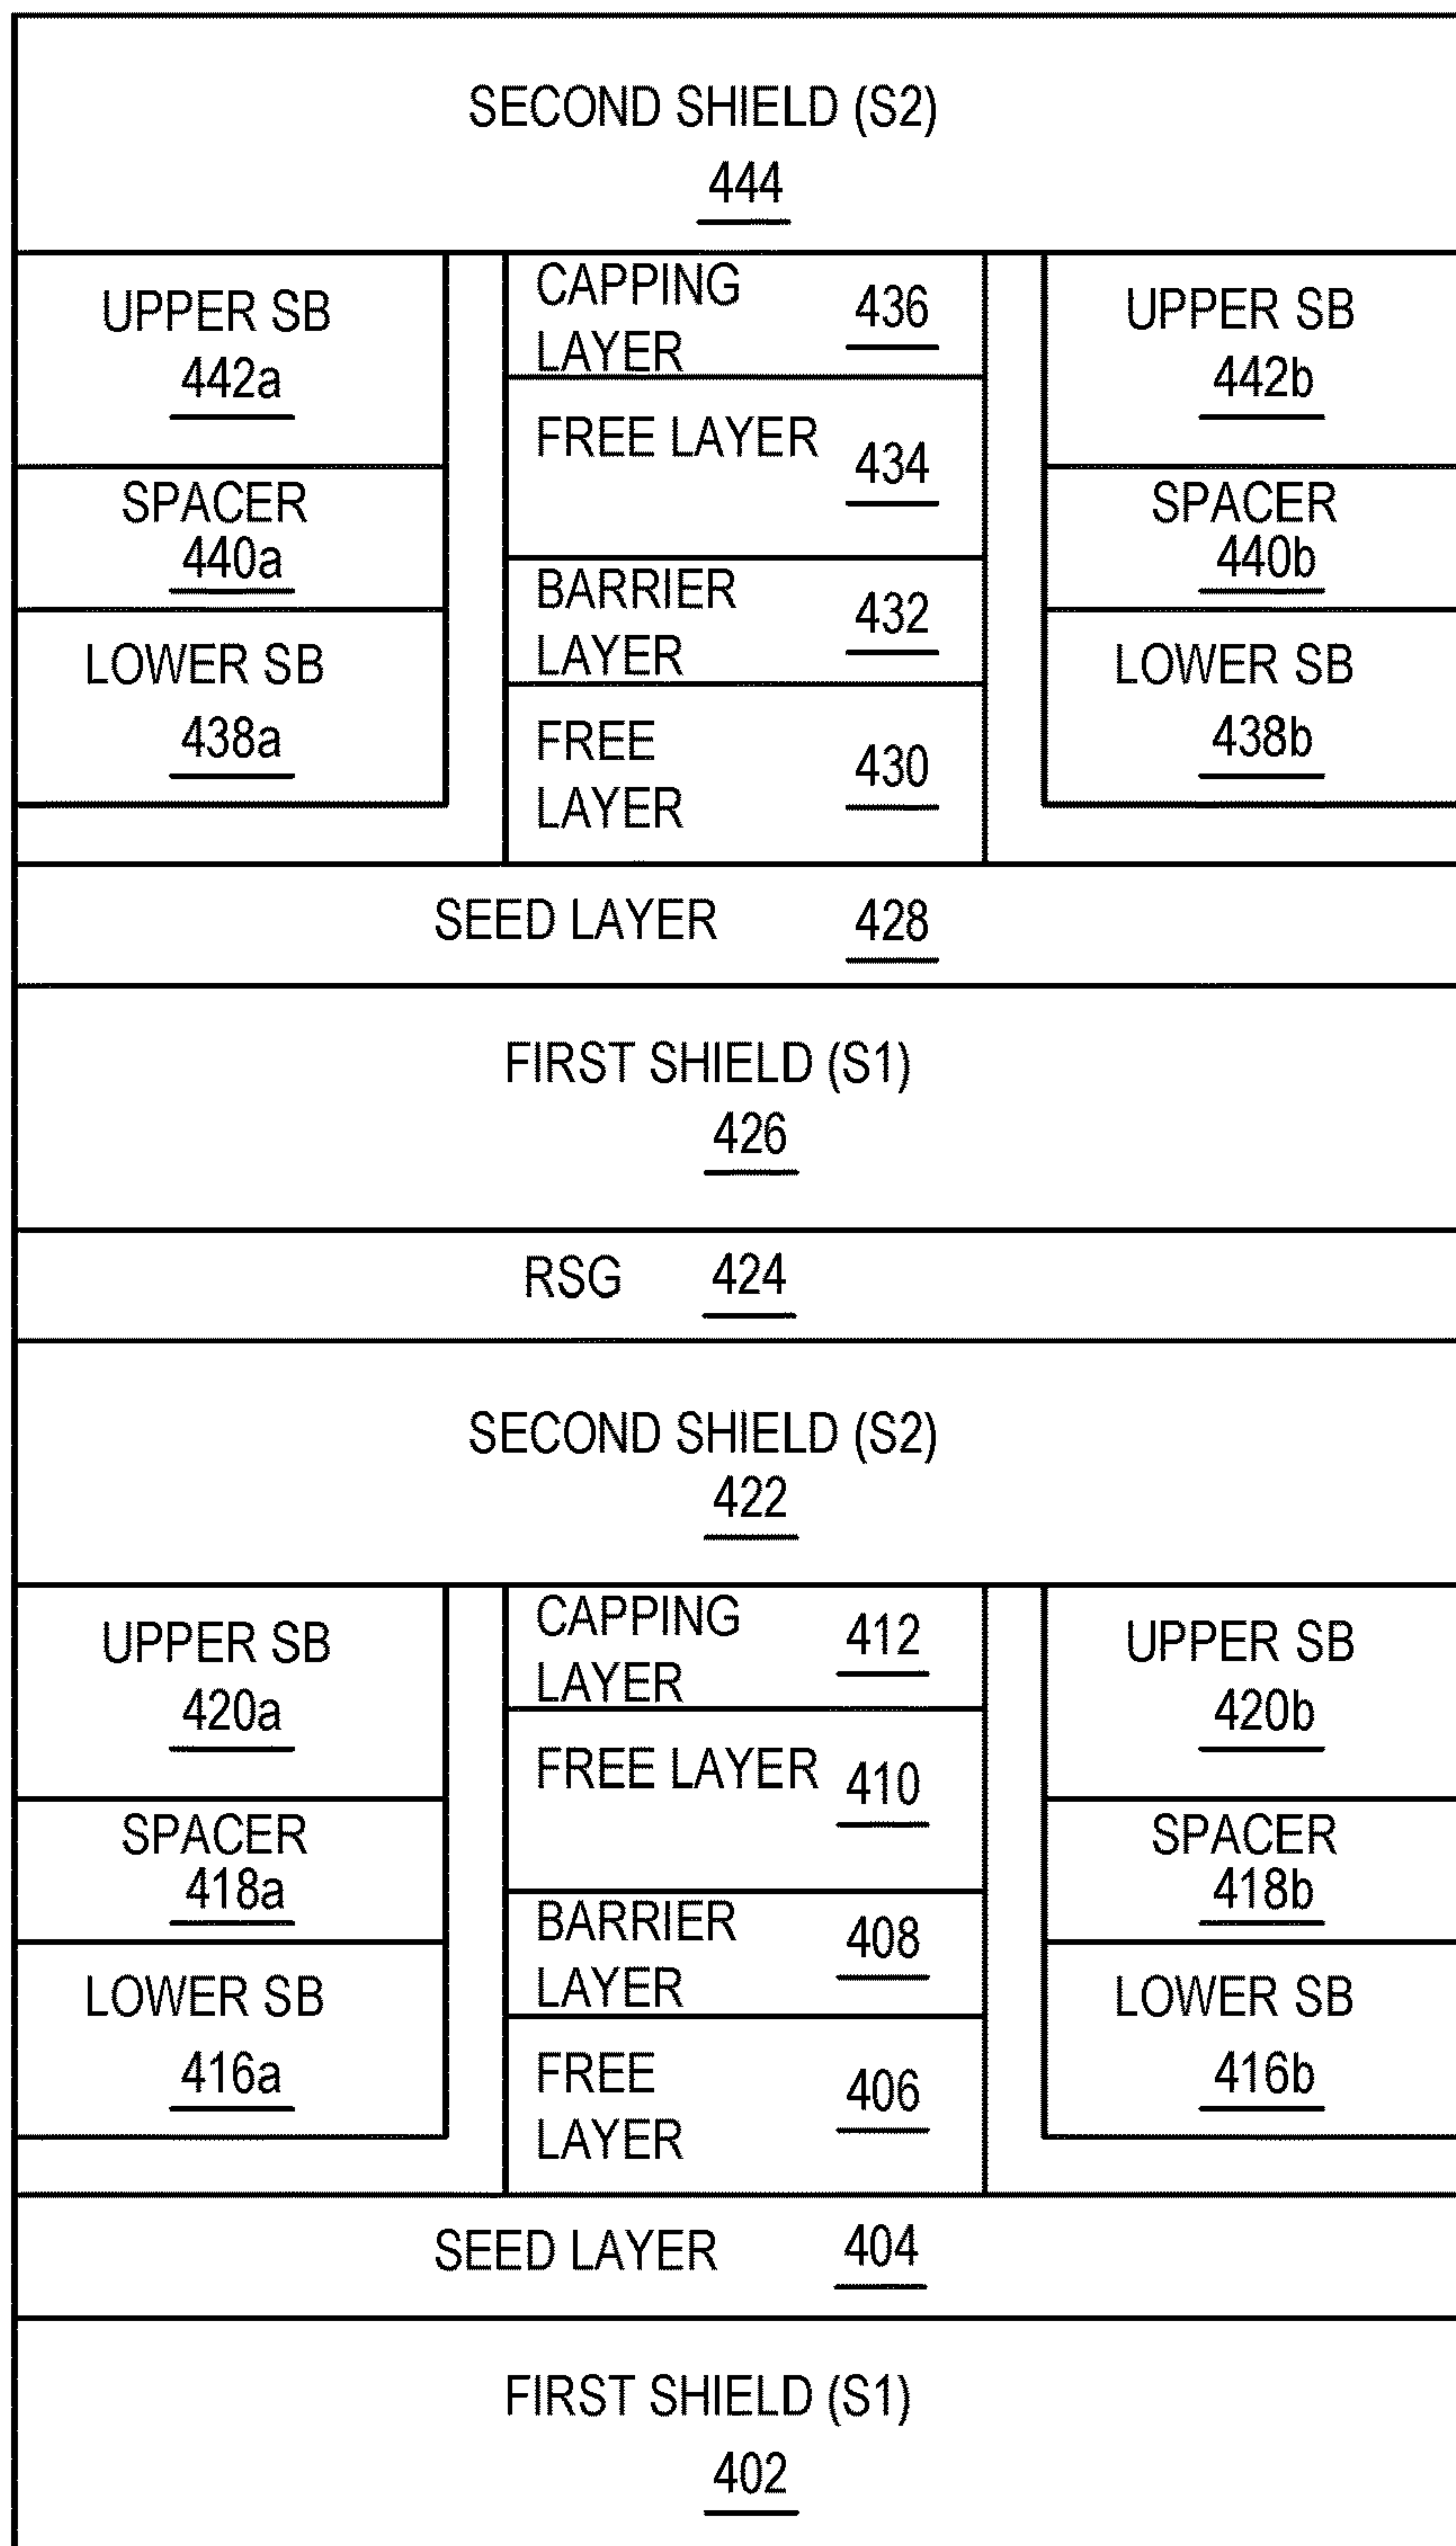 SECOND SHIELD (S2)
444
UPPER SB
442a
SPACER
440a
LOWER SB
438a
CAPPING
LAYER
436
FREE LAYER
434
BARRIER
LAYER
432
FREE
LAYER
430
UPPER SB
442b
SPACER
440b
LOWER SB
438b
SEED LAYER 428
FIRST SHIELD (S1)
426
RSG 424
SECOND SHIELD (S2)
422
UPPER SB
420a
SPACER
418a
LOWER SB
416a
CAPPING
LAYER
412
FREE LAYER
410
BARRIER
LAYER
408
FREE
LAYER
406
UPPER SB
420b
SPACER
418b
LOWER SB
416b
SEED LAYER 404
FIRST SHIELD (S1)
402